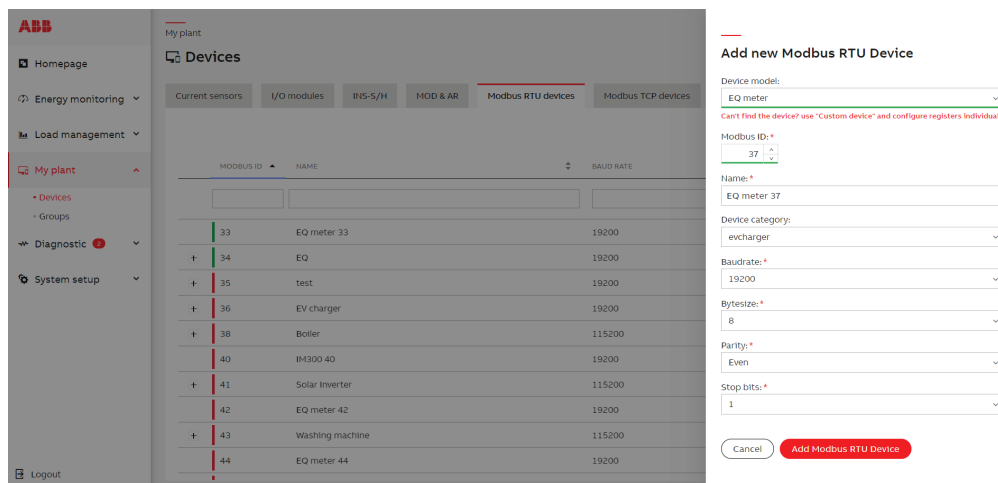 ABB
Homepage
Energy monitoring
Load management
My plant
• Devices
• Groups
Diagnostic 2
System setup
Logout
My plant
Devices
Current sensors I/O modules INS-S/H MOD & AR Modbus RTU devices Modbus TCP devices
MODBUS ID NAME BAUD RATE
33 EQ meter 33 19200
+ 34 EQ 19200
+ 35 test 19200
+ 36 EV charger 19200
+ 38 Boiler 115200
40 IM300 40 19200
+ 41 Solar Inverter 115200
42 EQ meter 42 19200
+ 43 Washing machine 115200
44 EQ meter 44 19200
Add new Modbus RTU Device
Device model:
EQ meter
Can't find the device? use "Custom device" and configure registers individual
Modbus ID: *
37
Name: *
EQ meter 37
Device category:
evcharger
Baudrate: *
19200
Bytesize: *
8
Parity: *
Even
Stop bits: *
1
Cancel Add Modbus RTU Device